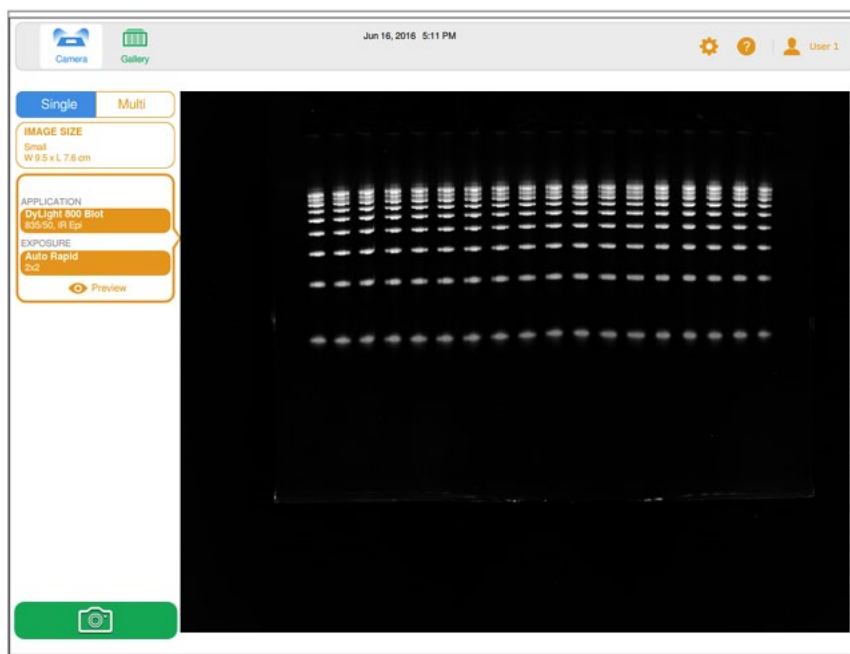 Jun 16, 2016 5:11 PM
Camera
Gallery
User 1
Single
Multi
IMAGE SIZE
Small
W 9.5 x L 7.6 cm
APPLICATION
DyLight 800 Blot
835/50, IR Epi
EXPOSURE
Auto Rapid
2x2
Preview